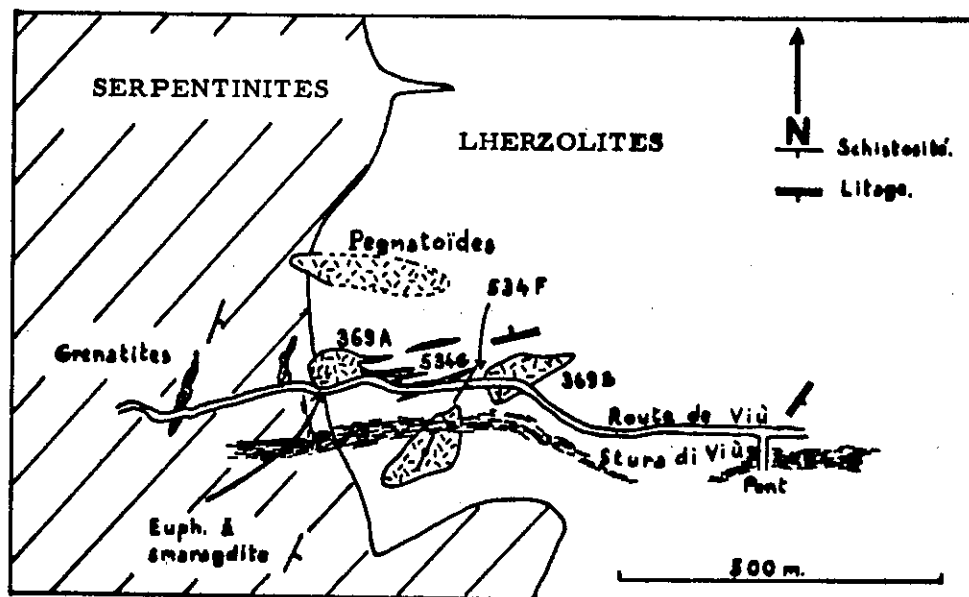 SERPENTINITES
LHERZOLITES
N
Schistosité.
Litage.
Pegmatoïdes
534F
Grenatites
369A
534G
369B
Route de Viù
Stura di Viù
Pont
Euph. à
smaragdite
500 m.